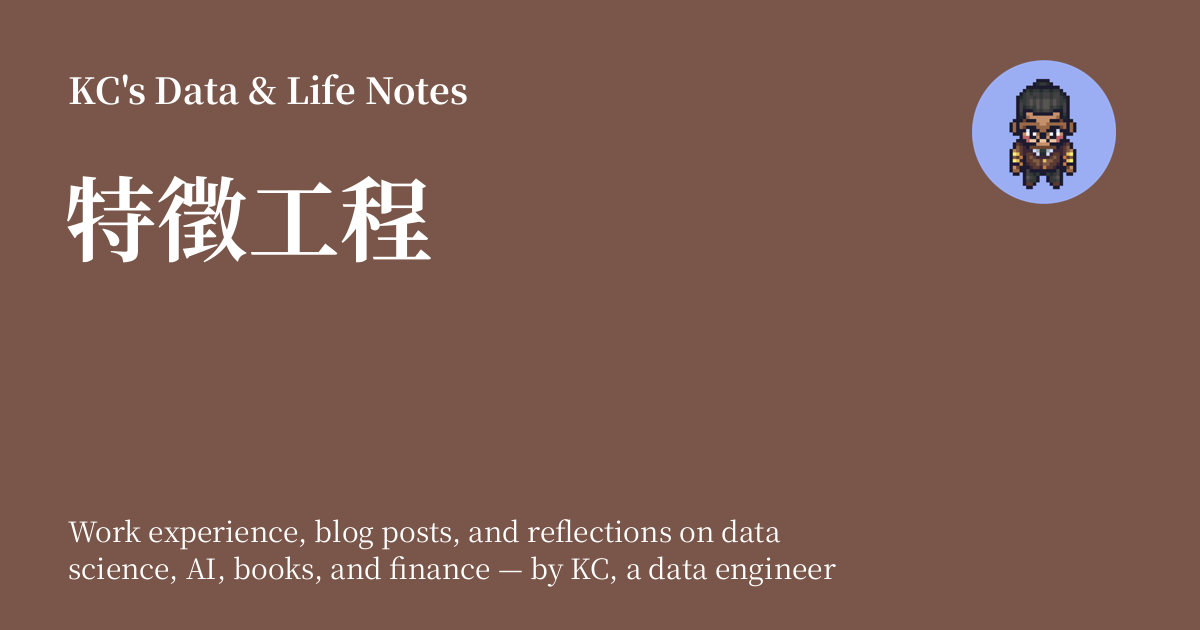 KC's Data & Life Notes
特徵工程
Work experience, blog posts, and reflections on data
science, AI, books, and finance — by KC, a data engineer